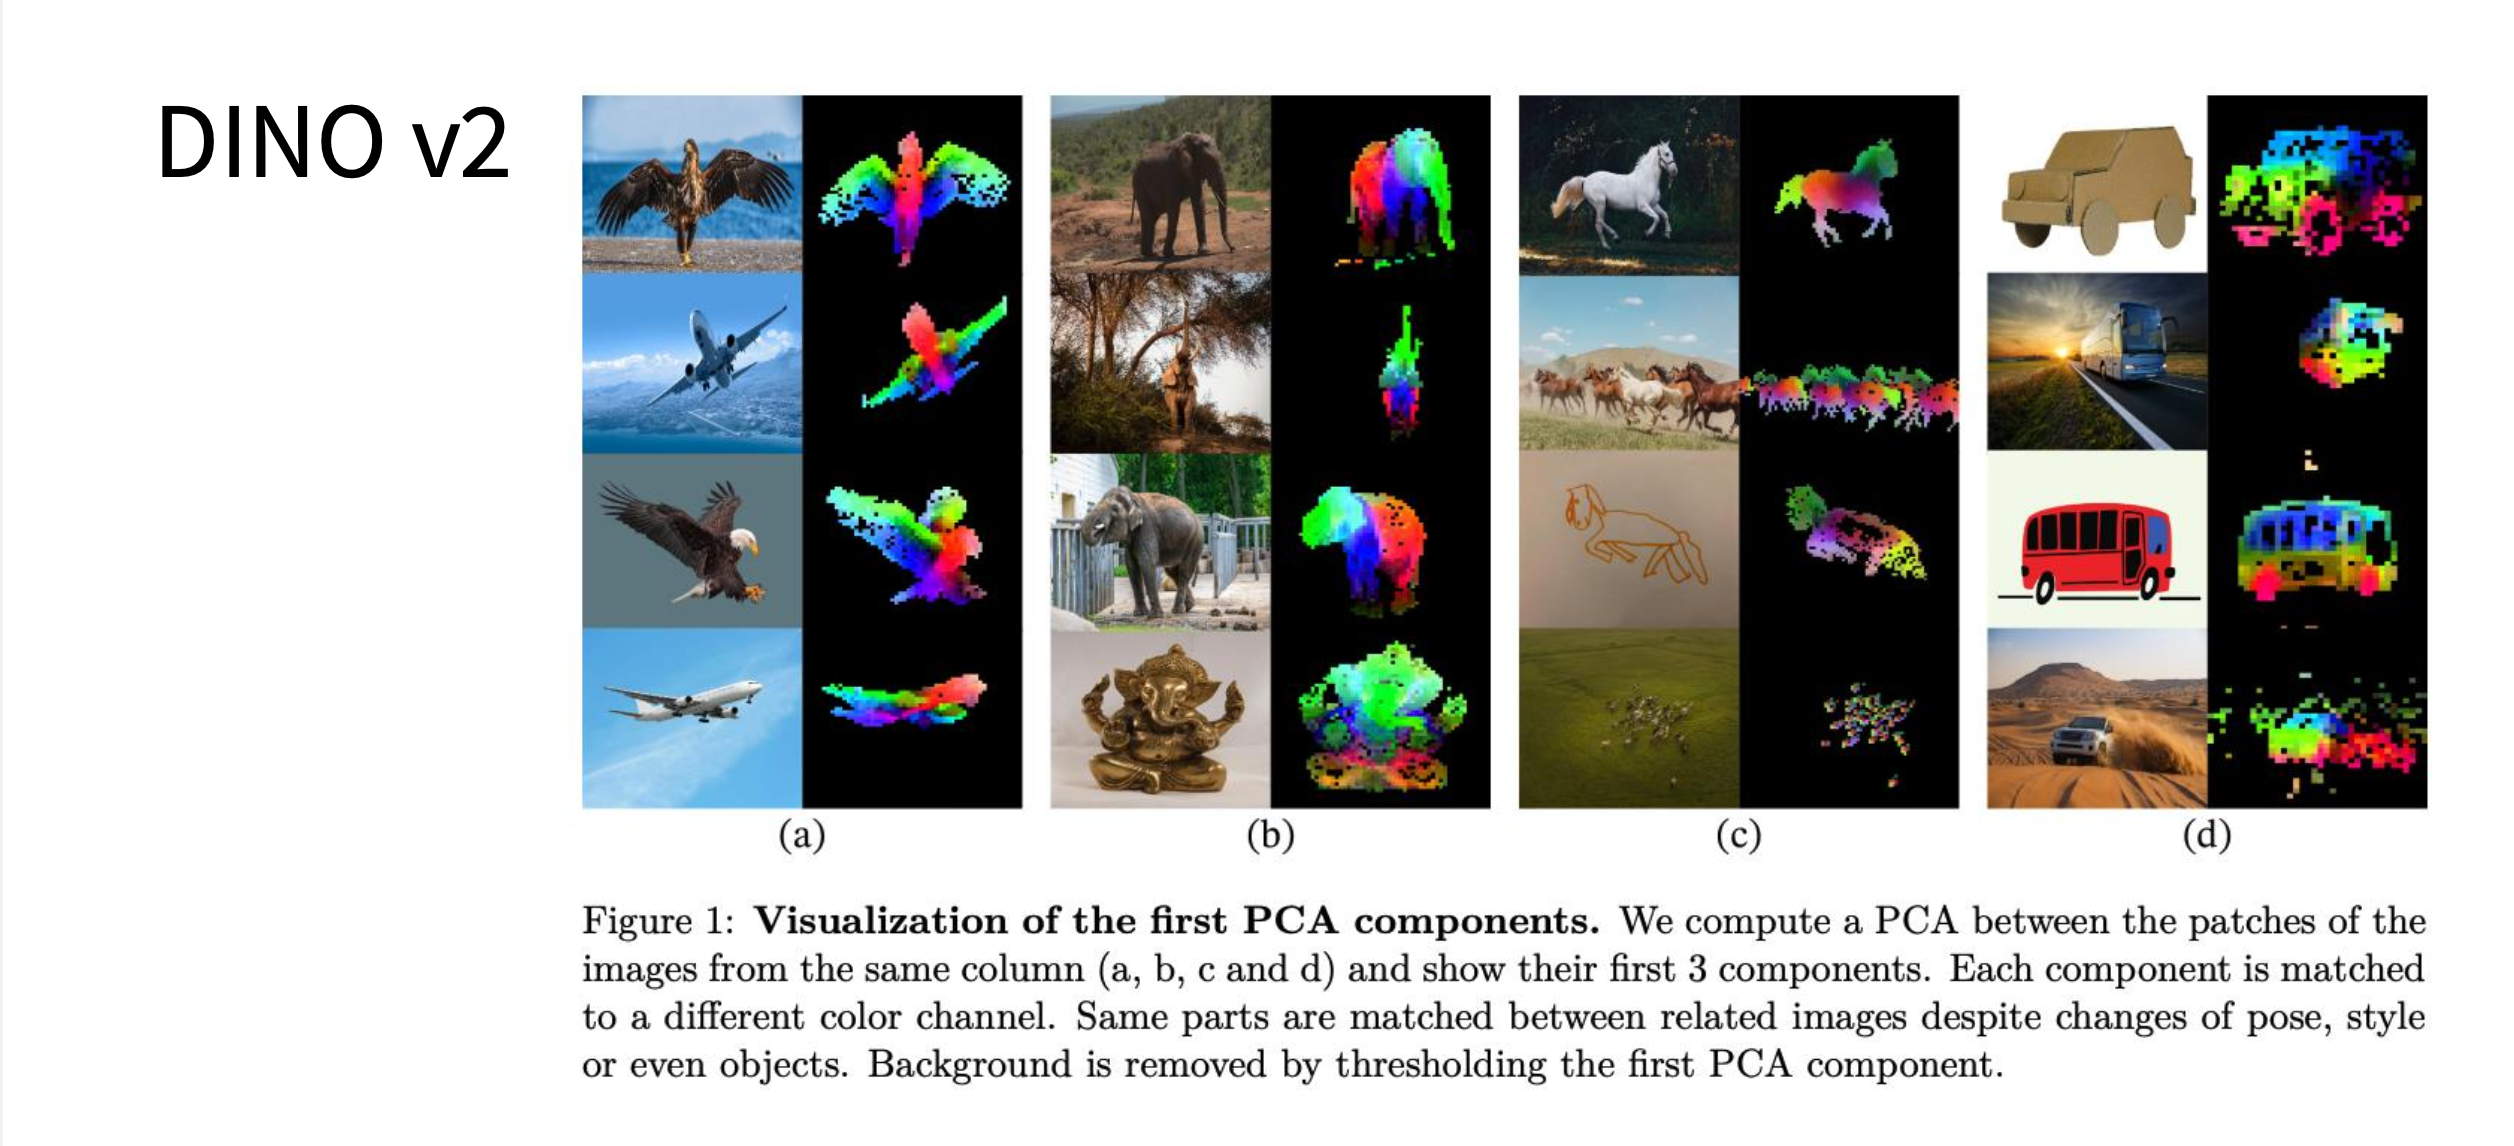 DINO v2
(a) (b) (c) (d)
Figure 1: Visualization of the first PCA components. We compute a PCA between the patches of the
images from the same column (a, b, c and d) and show their first 3 components. Each component is matched
to a different color channel. Same parts are matched between related images despite changes of pose, style
or even objects. Background is removed by thresholding the first PCA component.